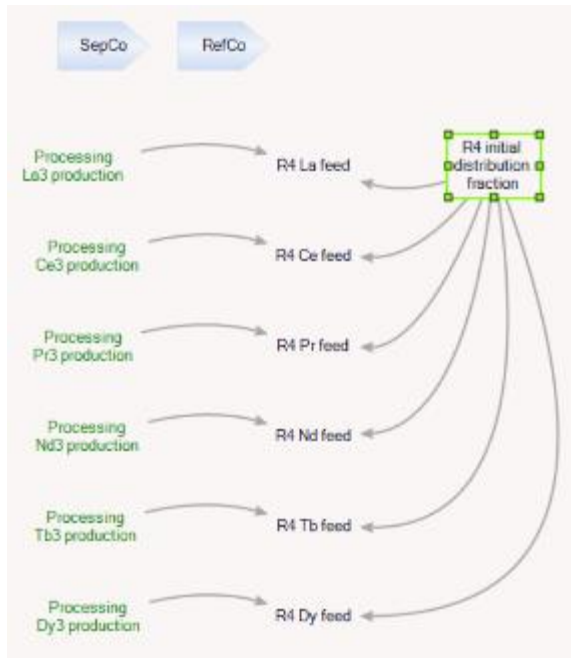 SepCo
RefCo
R4 initial
distribution
fraction
Processing
La3 production
R4 La feed
Processing
Ce3 production
R4 Ce feed
Processing
Pr3 production
R4 Pr feed
Processing
Nd3 production
R4 Nd feed
Processing
Tb3 production
R4 Tb feed
Processing
Dy3 production
R4 Dy feed